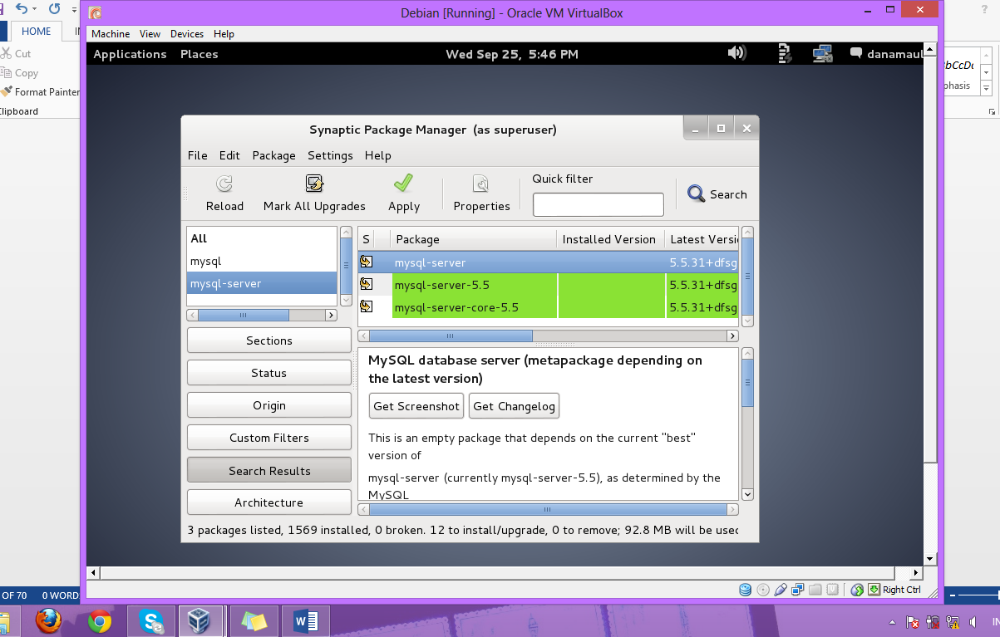 Debian [Running] - Oracle VM VirtualBox
HOME
Cut
Copy
Format Painter
Machine View Devices Help
Applications Places
Wed Sep 25, 5:46 PM
danamaul
Synaptic Package Manager (as superuser)
File Edit Package Settings Help
Reload
Mark All Upgrades
Apply
Properties
Quick filter
Search
All
mysql
mysql-server
S Package Installed Version Latest Versi
mysql-server 5.5.31+dfsg
mysql-server-5.5 5.5.31+dfsg
mysql-server-core-5.5 5.5.31+dfsg
Sections
Status
Origin
Custom Filters
Search Results
Architecture
MySQL database server (metapackage depending on
the latest version)
Get Screenshot Get Changelog
This is an empty package that depends on the current "best"
version of
mysql-server (currently mysql-server-5.5), as determined by the
MySQL
3 packages listed, 1569 installed, 0 broken. 12 to install/upgrade, 0 to remove; 92.8 MB will be used
Right Ctrl
OF 70 0 WORD
IN